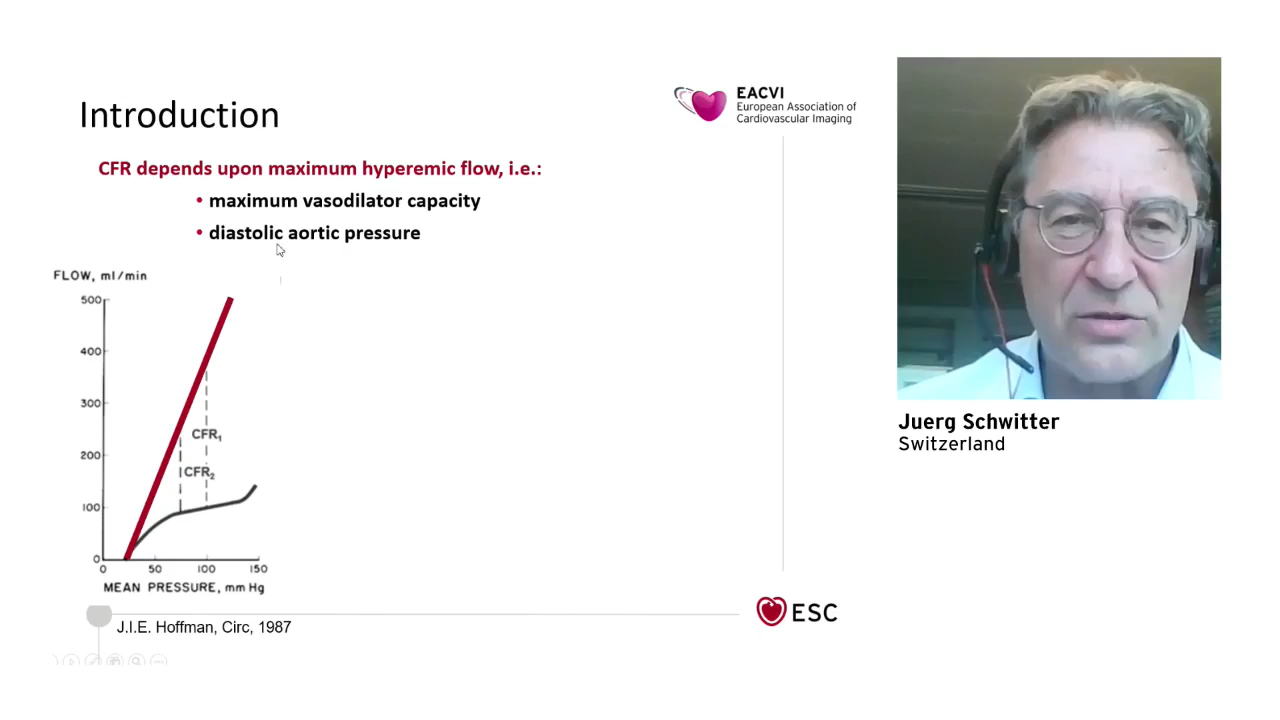 Introduction
EACVI
European Association of
Cardiovascular Imaging
CFR depends upon maximum hyperemic flow, i.e.:
• maximum vasodilator capacity
• diastolic aortic pressure
FLOW, ml/min
500
400
300
200
100
0
CFR₁
CFR₂
0 50 100 150
MEAN PRESSURE, mm Hg
J.I.E. Hoffman, Circ, 1987
ESC
Juerg Schwitter
Switzerland